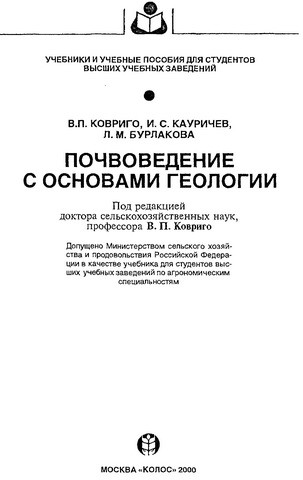 УЧЕБНИКИ И УЧЕБНЫЕ ПОСОБИЯ ДЛЯ СТУДЕНТОВ
ВЫСШИХ УЧЕБНЫХ ЗАВЕДЕНИЙ
В.П. КОВРИГО, И. С. КАУРИЧЕВ,
Л. М. БУРЛАКОВА
ПОЧВОВЕДЕНИЕ
С ОСНОВАМИ ГЕОЛОГИИ
Под редакцией
доктора сельскохозяйственных наук,
профессора В. П. Ковриго
Допущено Министерством сельского хозяй-
ства и продовольствия Российской Федера-
ции в качестве учебника для студентов выс-
ших учебных заведений по агрономическим
специальностям
МОСКВА «КОЛОС» 2000